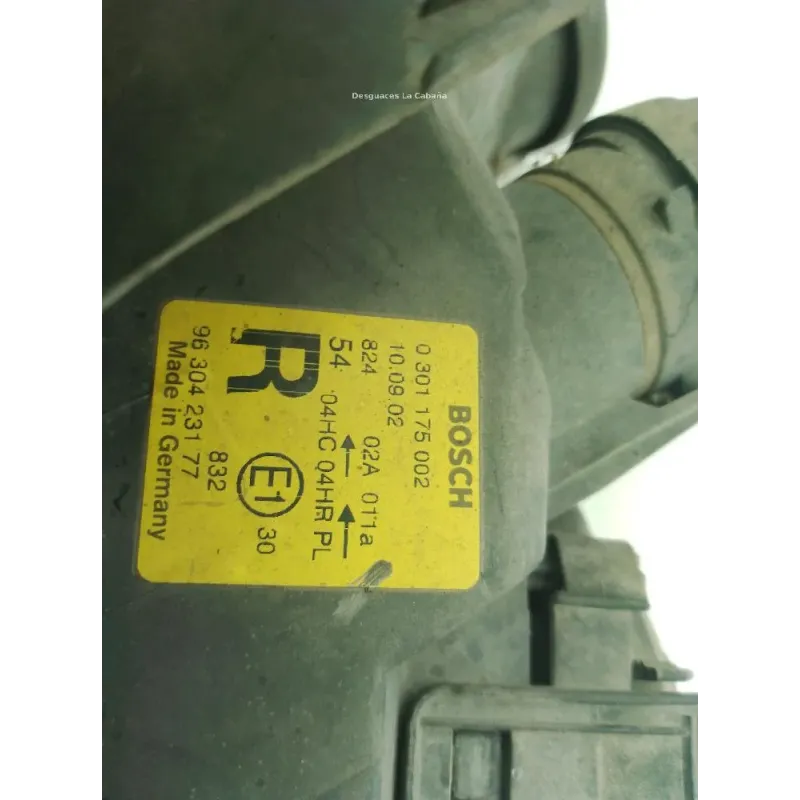 Desguaces La Cabaña
BOSCH
0 301 175 002
10.09.02
824 02A 011a
54 04HC 04HR PL
R E1 30
832
96 304 231 77
Made in Germany